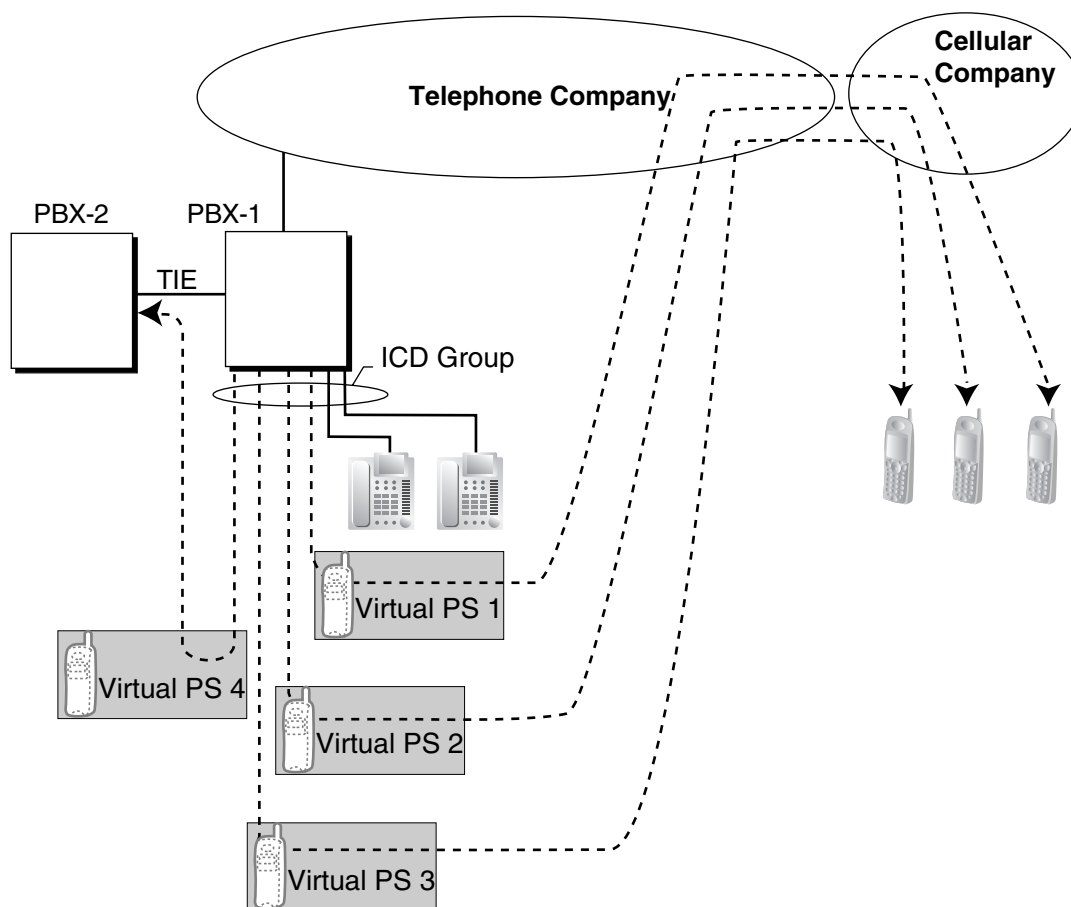 Cellular
Company
Telephone Company
PBX-2
PBX-1
TIE
ICD Group
Virtual PS 1
Virtual PS 4
Virtual PS 2
Virtual PS 3